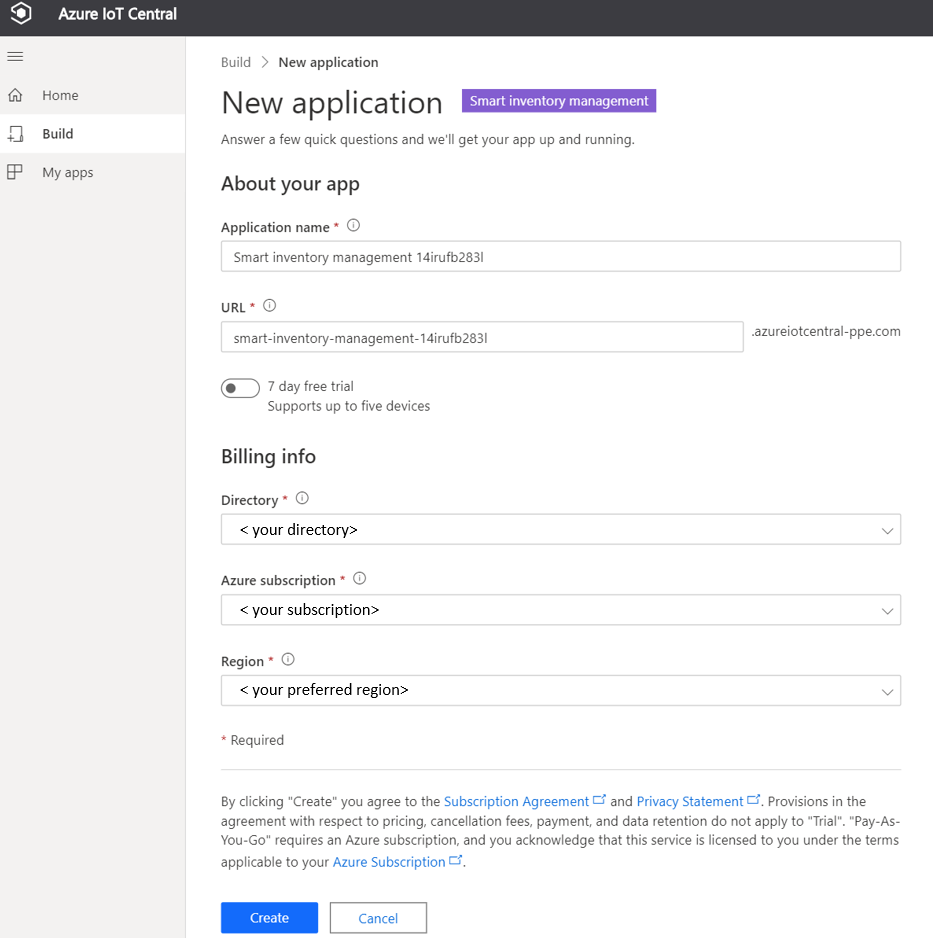 Azure IoT Central
Home
Build
My apps
Build > New application
New application
Smart inventory management
Answer a few quick questions and we'll get your app up and running.
About your app
Application name *
Smart inventory management 14irufb283l
URL *
smart-inventory-management-14irufb283l
.azureiotcentral-ppe.com
7 day free trial
Supports up to five devices
Billing info
Directory *
< your directory>
Azure subscription *
< your subscription>
Region *
< your preferred region>
* Required
By clicking "Create" you agree to the Subscription Agreement and Privacy Statement. Provisions in the
agreement with respect to pricing, cancellation fees, payment, and data retention do not apply to "Trial". "Pay-As-
You-Go" requires an Azure subscription, and you acknowledge that this service is licensed to you under the terms
applicable to your Azure Subscription.
Create
Cancel